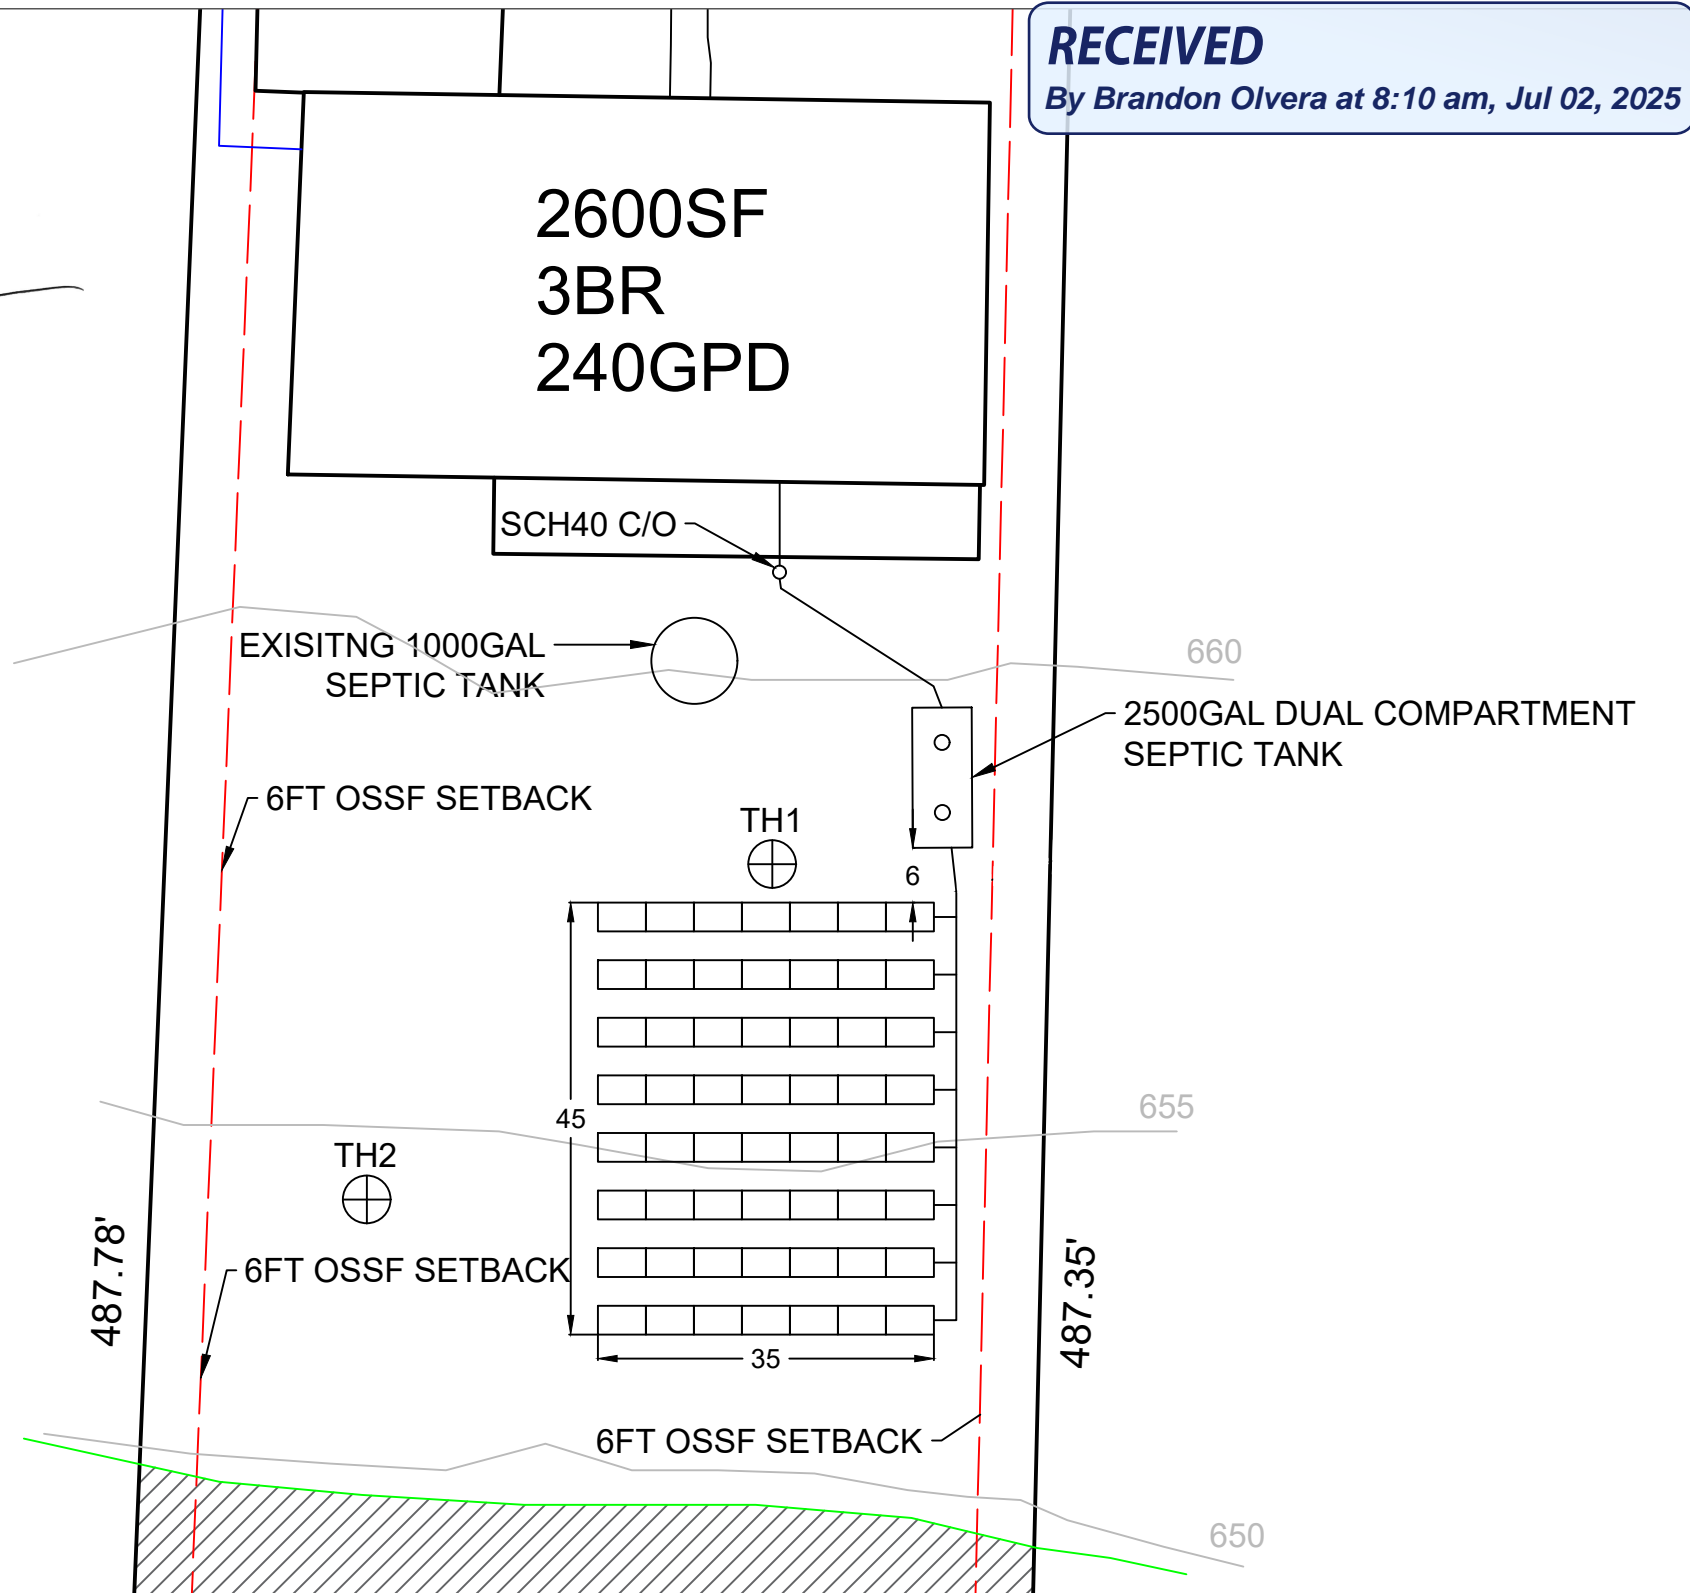 RECEIVED
By Brandon Olvera at 8:10 am, Jul 02, 2025
2600SF
3BR
240GPD
SCH40 C/O
EXISITNG 1000GAL
SEPTIC TANK
660
2500GAL DUAL COMPARTMENT
SEPTIC TANK
6FT OSSF SETBACK
TH1
6
45
655
TH2
487.78'
6FT OSSF SETBACK
487.35'
35
6FT OSSF SETBACK
650